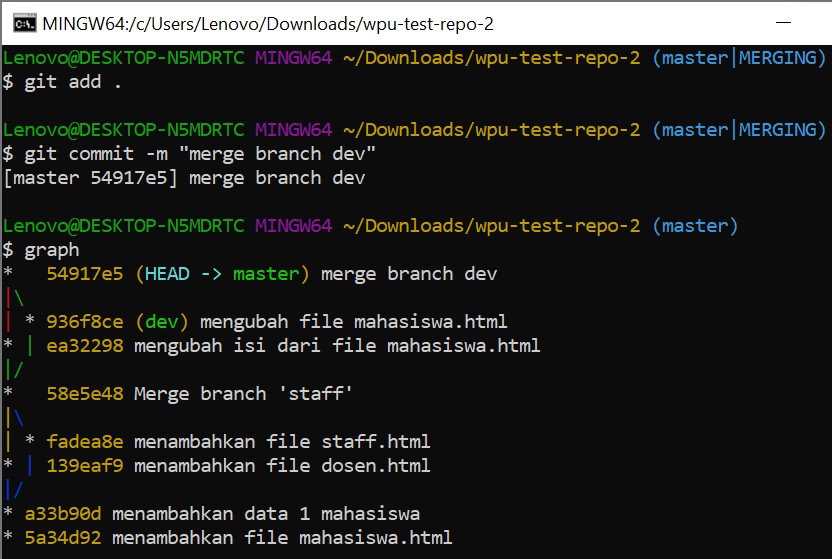 MINGW64:/c/Users/Lenovo/Downloads/wpu-test-repo-2
Lenovo@DESKTOP-N5MDRTC MINGW64 ~/Downloads/wpu-test-repo-2 (master|MERGING)
$ git add .
Lenovo@DESKTOP-N5MDRTC MINGW64 ~/Downloads/wpu-test-repo-2 (master|MERGING)
$ git commit -m "merge branch dev"
[master 54917e5] merge branch dev
Lenovo@DESKTOP-N5MDRTC MINGW64 ~/Downloads/wpu-test-repo-2 (master)
$ graph
*   54917e5 (HEAD -> master) merge branch dev
|\
| * 936f8ce (dev) mengubah file mahasiswa.html
* | ea32298 mengubah isi dari file mahasiswa.html
|/
*   58e5e48 Merge branch 'staff'
|\
| * fadea8e menambahkan file staff.html
* | 139eaf9 menambahkan file dosen.html
|/
* a33b90d menambahkan data 1 mahasiswa
* 5a34d92 menambahkan file mahasiswa.html